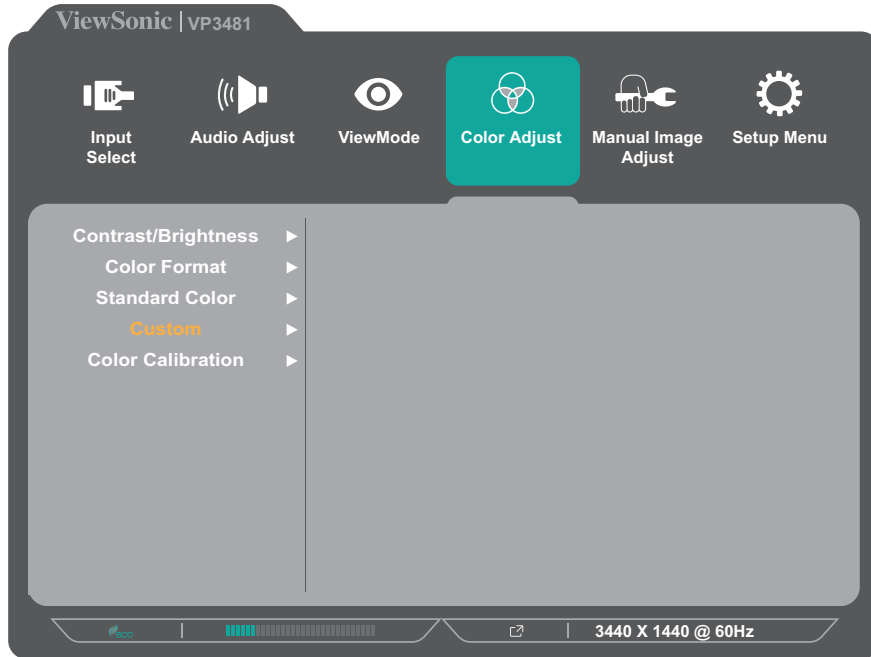 ViewSonic | VP3481
Input
Select
Audio Adjust
ViewMode
Color Adjust
Manual Image
Adjust
Setup Menu
Contrast/Brightness
Color Format
Standard Color
Custom
Color Calibration
eco
3440 X 1440 @ 60Hz